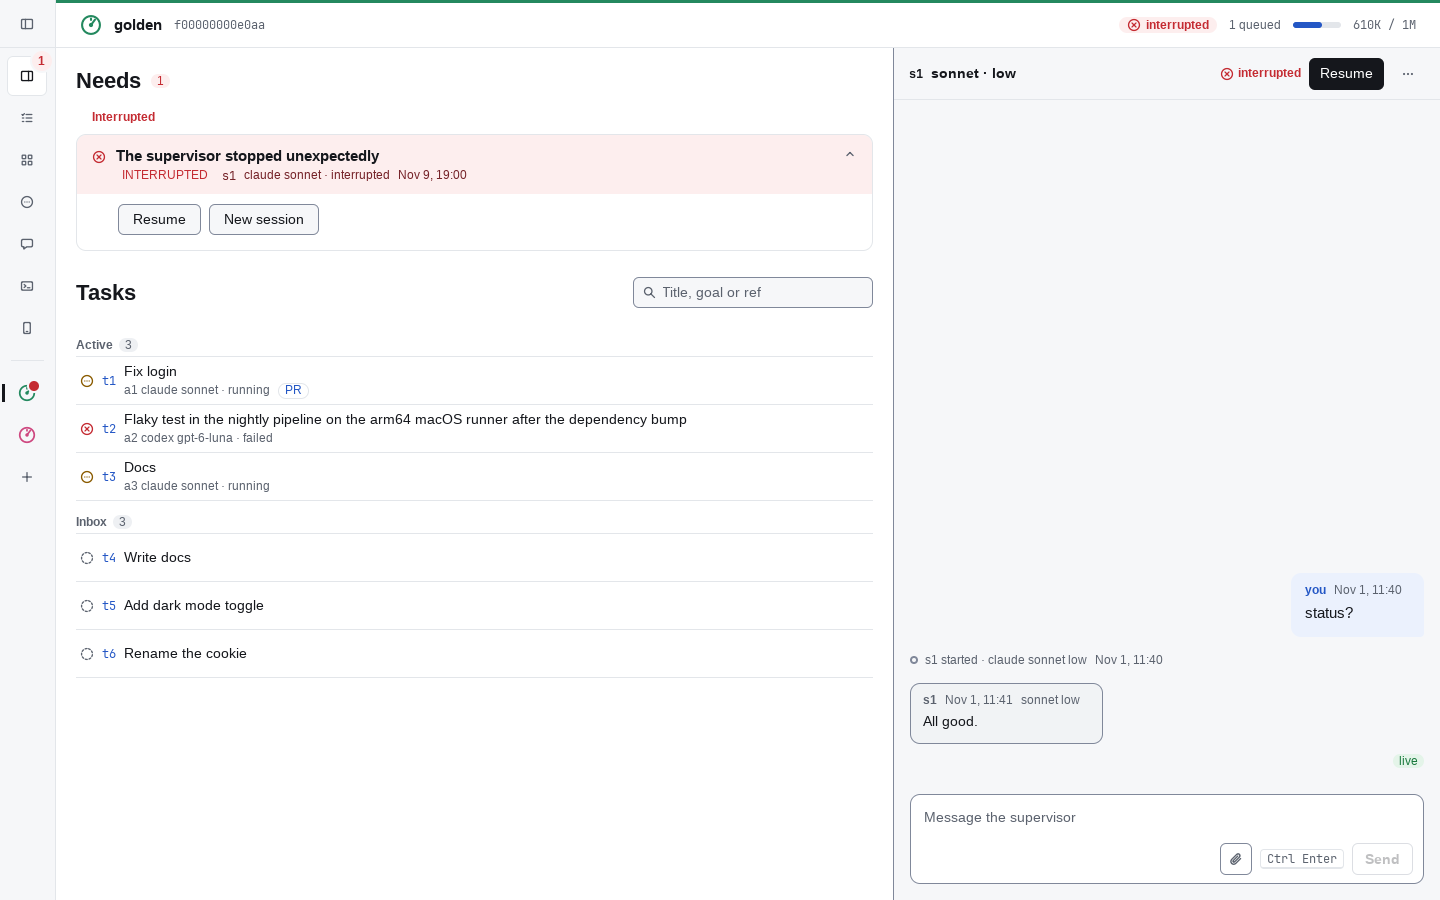 golden f00000000e0aa
interrupted 1 queued 610K / 1M
1
Needs 1
Interrupted
The supervisor stopped unexpectedly
INTERRUPTED s1 claude sonnet · interrupted Nov 9, 19:00
Resume New session
Tasks
Title, goal or ref
Active 3
t1 Fix login
a1 claude sonnet · running PR
t2 Flaky test in the nightly pipeline on the arm64 macOS runner after the dependency bump
a2 codex gpt-6-luna · failed
t3 Docs
a3 claude sonnet · running
Inbox 3
t4 Write docs
t5 Add dark mode toggle
t6 Rename the cookie
s1 sonnet · low interrupted Resume
you Nov 1, 11:40
status?
s1 started · claude sonnet low Nov 1, 11:40
s1 Nov 1, 11:41 sonnet low
All good.
live
Message the supervisor
Ctrl Enter Send